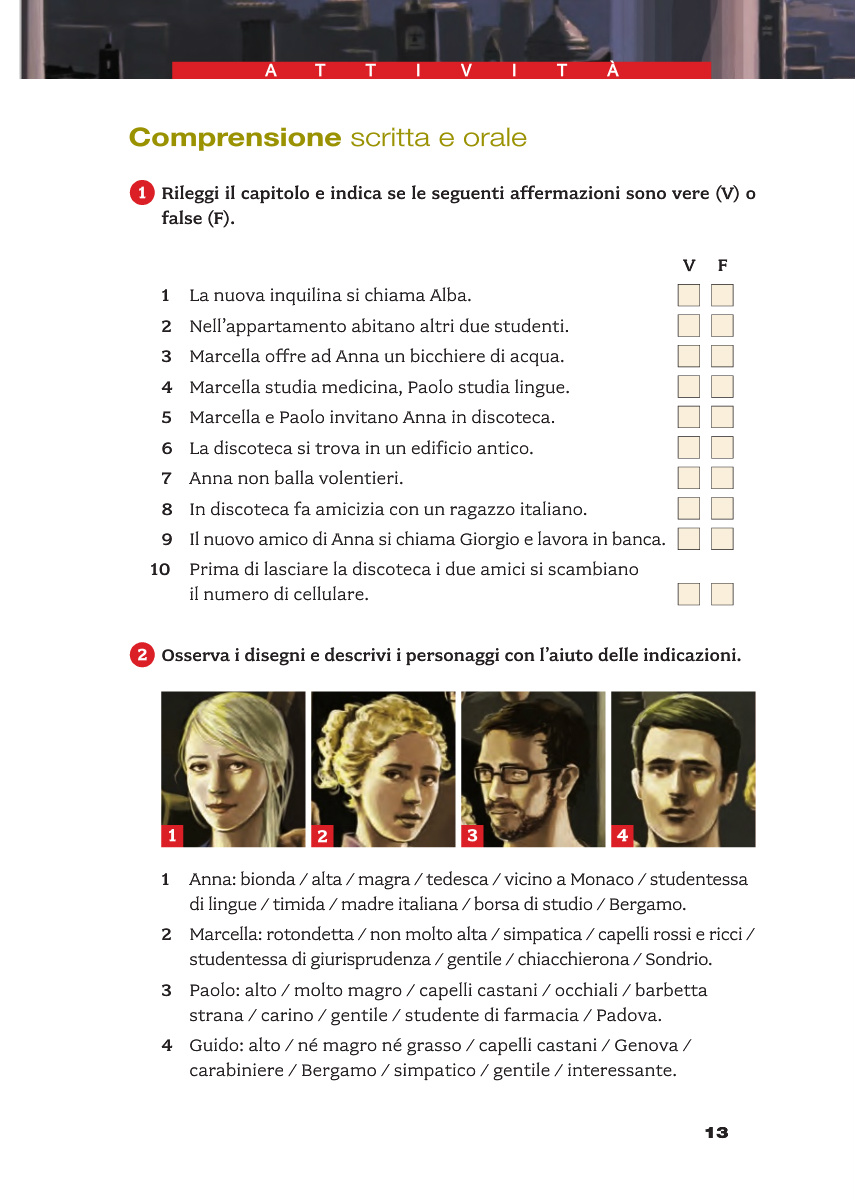 ATTIVITÀ
Comprensione scritta e orale
1 Rileggi il capitolo e indica se le seguenti affermazioni sono vere (V) o
false (F).
V F
1 La nuova inquilina si chiama Alba.
2 Nell'appartamento abitano altri due studenti.
3 Marcella offre ad Anna un bicchiere di acqua.
4 Marcella studia medicina, Paolo studia lingue.
5 Marcella e Paolo invitano Anna in discoteca.
6 La discoteca si trova in un edificio antico.
7 Anna non balla volentieri.
8 In discoteca fa amicizia con un ragazzo italiano.
9 Il nuovo amico di Anna si chiama Giorgio e lavora in banca.
10 Prima di lasciare la discoteca i due amici si scambiano
il numero di cellulare.
2 Osserva i disegni e descrivi i personaggi con l'aiuto delle indicazioni.
1 2 3 4
1 Anna: bionda / alta / magra / tedesca / vicino a Monaco / studentessa
di lingue / timida / madre italiana / borsa di studio / Bergamo.
2 Marcella: rotondetta / non molto alta / simpatica / capelli rossi e ricci /
studentessa di giurisprudenza / gentile / chiacchierona / Sondrio.
3 Paolo: alto / molto magro / capelli castani / occhiali / barbetta
strana / carino / gentile / studente di farmacia / Padova.
4 Guido: alto / né magro né grasso / capelli castani / Genova /
carabiniere / Bergamo / simpatico / gentile / interessante.
13